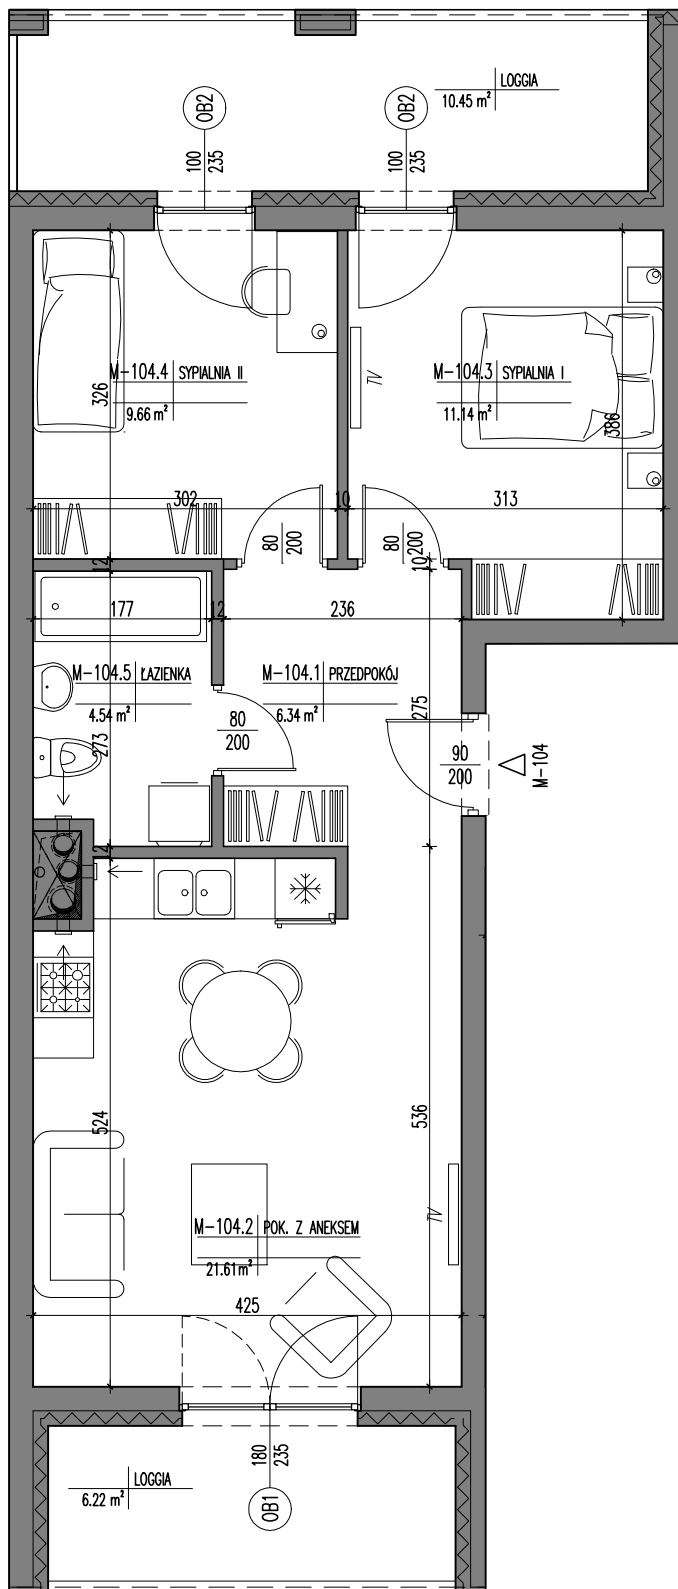 LOGGIA
10.45 m²
OB2
100
235
OB2
100
235
M-104.4 SYPIALNIA II
9.66 m²
326
M-104.3 SYPIALNIA I
11.14 m²
386
TV
302
10
313
80
200
80
200
12
10
177
12
236
M-104.5 ŁAZIENKA
4.54 m²
273
M-104.1 PRZEDPOKÓJ
6.34 m²
275
80
200
90
200
M-104
12
524
536
TV
M-104.2 POK. Z ANEKSEM
21.61m²
425
180
235
LOGGIA
6.22 m²
OB1